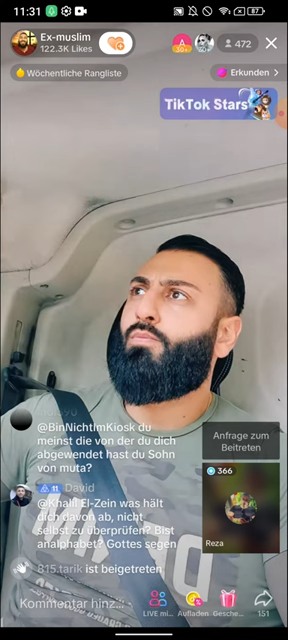 11:31
87
Ex-muslim
122.3K Likes
30+
472
Wöchentliche Rangliste
Erkunden >
TikTok Stars
@BinNichtImKiosk du
meinst die von der du dich
abgewendet hast du Sohn
von muta?
11 David
@Khalil El-Zein was hält
dich davon ab, nicht
selbst zu überprüfen? Bist
analphabet? Gottes segen
815.tarik ist beigetreten
Anfrage zum
Beitreten
366
Reza
Kommentar hinz...
LIVE mi...
Aufladen
Gesche...
151